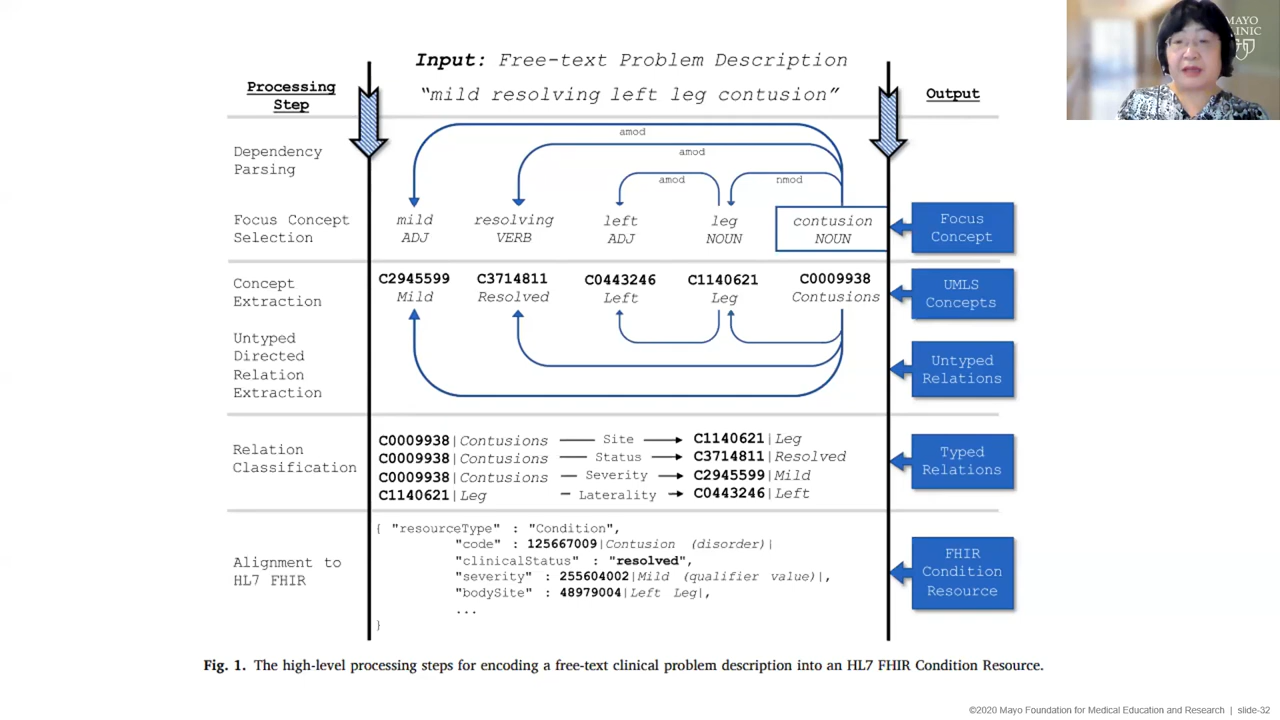 MAYO
CLINIC
Input: Free-text Problem Description
"mild resolving left leg contusion"
Processing
Step
Output
Dependency
Parsing
amod
amod
amod
nmod
Focus Concept
Selection
mild
ADJ
resolving
VERB
left
ADJ
leg
NOUN
contusion
NOUN
Focus
Concept
Concept
Extraction
C2945599
Mild
C3714811
Resolved
C0443246
Left
C1140621
Leg
C0009938
Contusions
UMLS
Concepts
Untyped
Directed
Relation
Extraction
Untyped
Relations
Relation
Classification
C0009938|Contusions Site C1140621|Leg
C0009938|Contusions Status C3714811|Resolved
C0009938|Contusions Severity C2945599|Mild
C1140621|Leg Laterality C0443246|Left
Typed
Relations
Alignment to
HL7 FHIR
{ "resourceType" : "Condition",
"code" : 125667009|Contusion (disorder)|
"clinicalStatus" : "resolved",
"severity" : 255604002|Mild (qualifier value)|,
"bodySite" : 48979004|Left Leg|,
...
}
FHIR
Condition
Resource
Fig. 1. The high-level processing steps for encoding a free-text clinical problem description into an HL7 FHIR Condition Resource.
©2020 Mayo Foundation for Medical Education and Research | slide-32